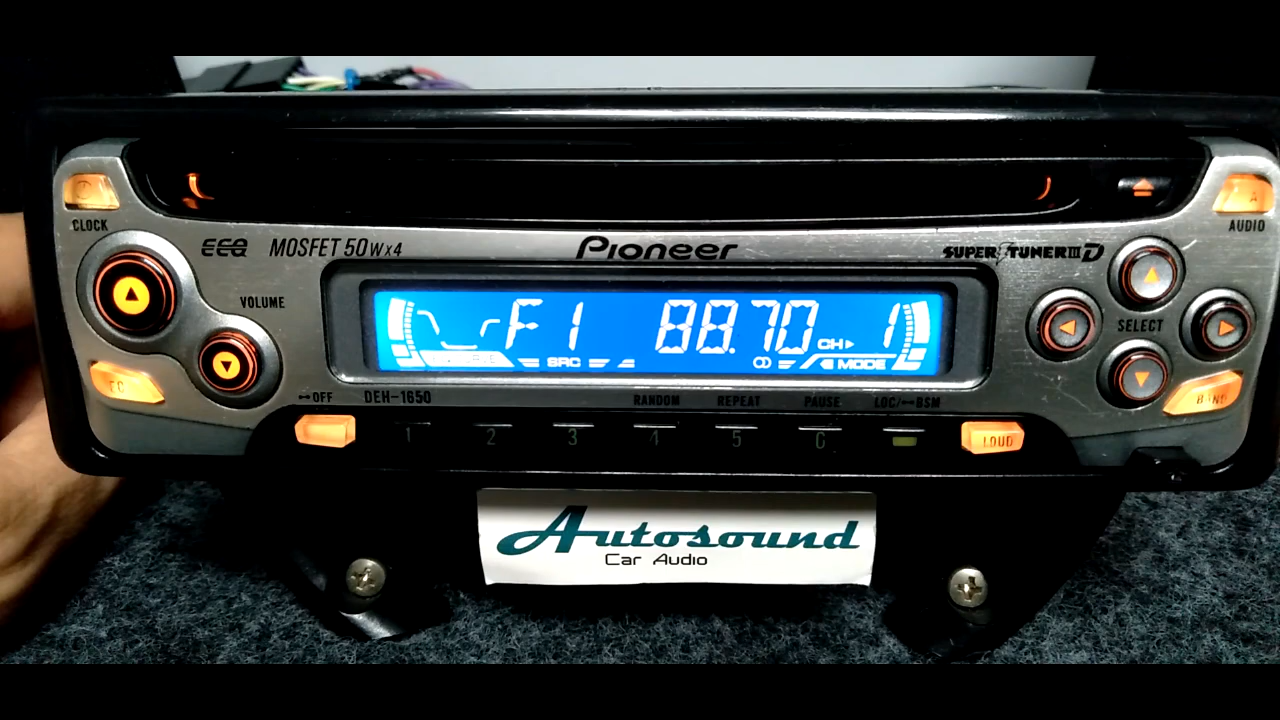 CLOCK
AUDIO
EEQ MOSFET 50Wx4 Pioneer SUPER TUNER III D
VOLUME
F1 88.70 CH 1
SRC MODE
SELECT
EQ
BAND
OFF DEH-1650 RANDOM REPEAT PAUSE LOC/BSM
1 2 3 4 5 6 LOUD
Autosound
Car Audio